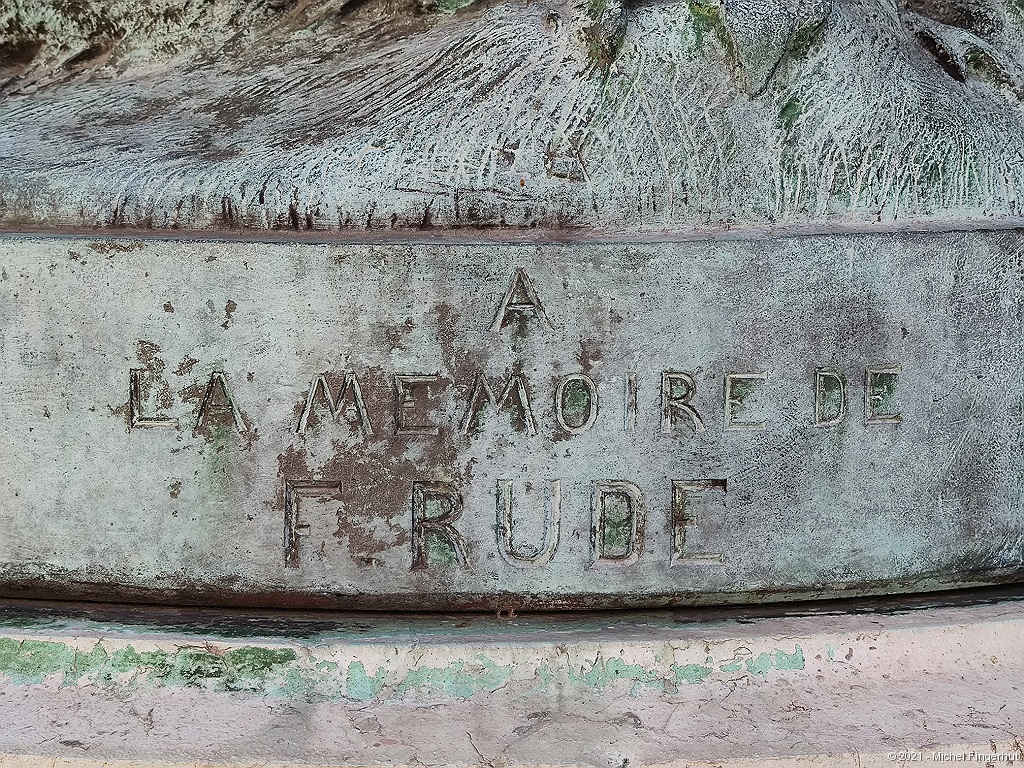 A
LA MEMOIRE DE
F RUDE
©2021 - Michel Fingerhut